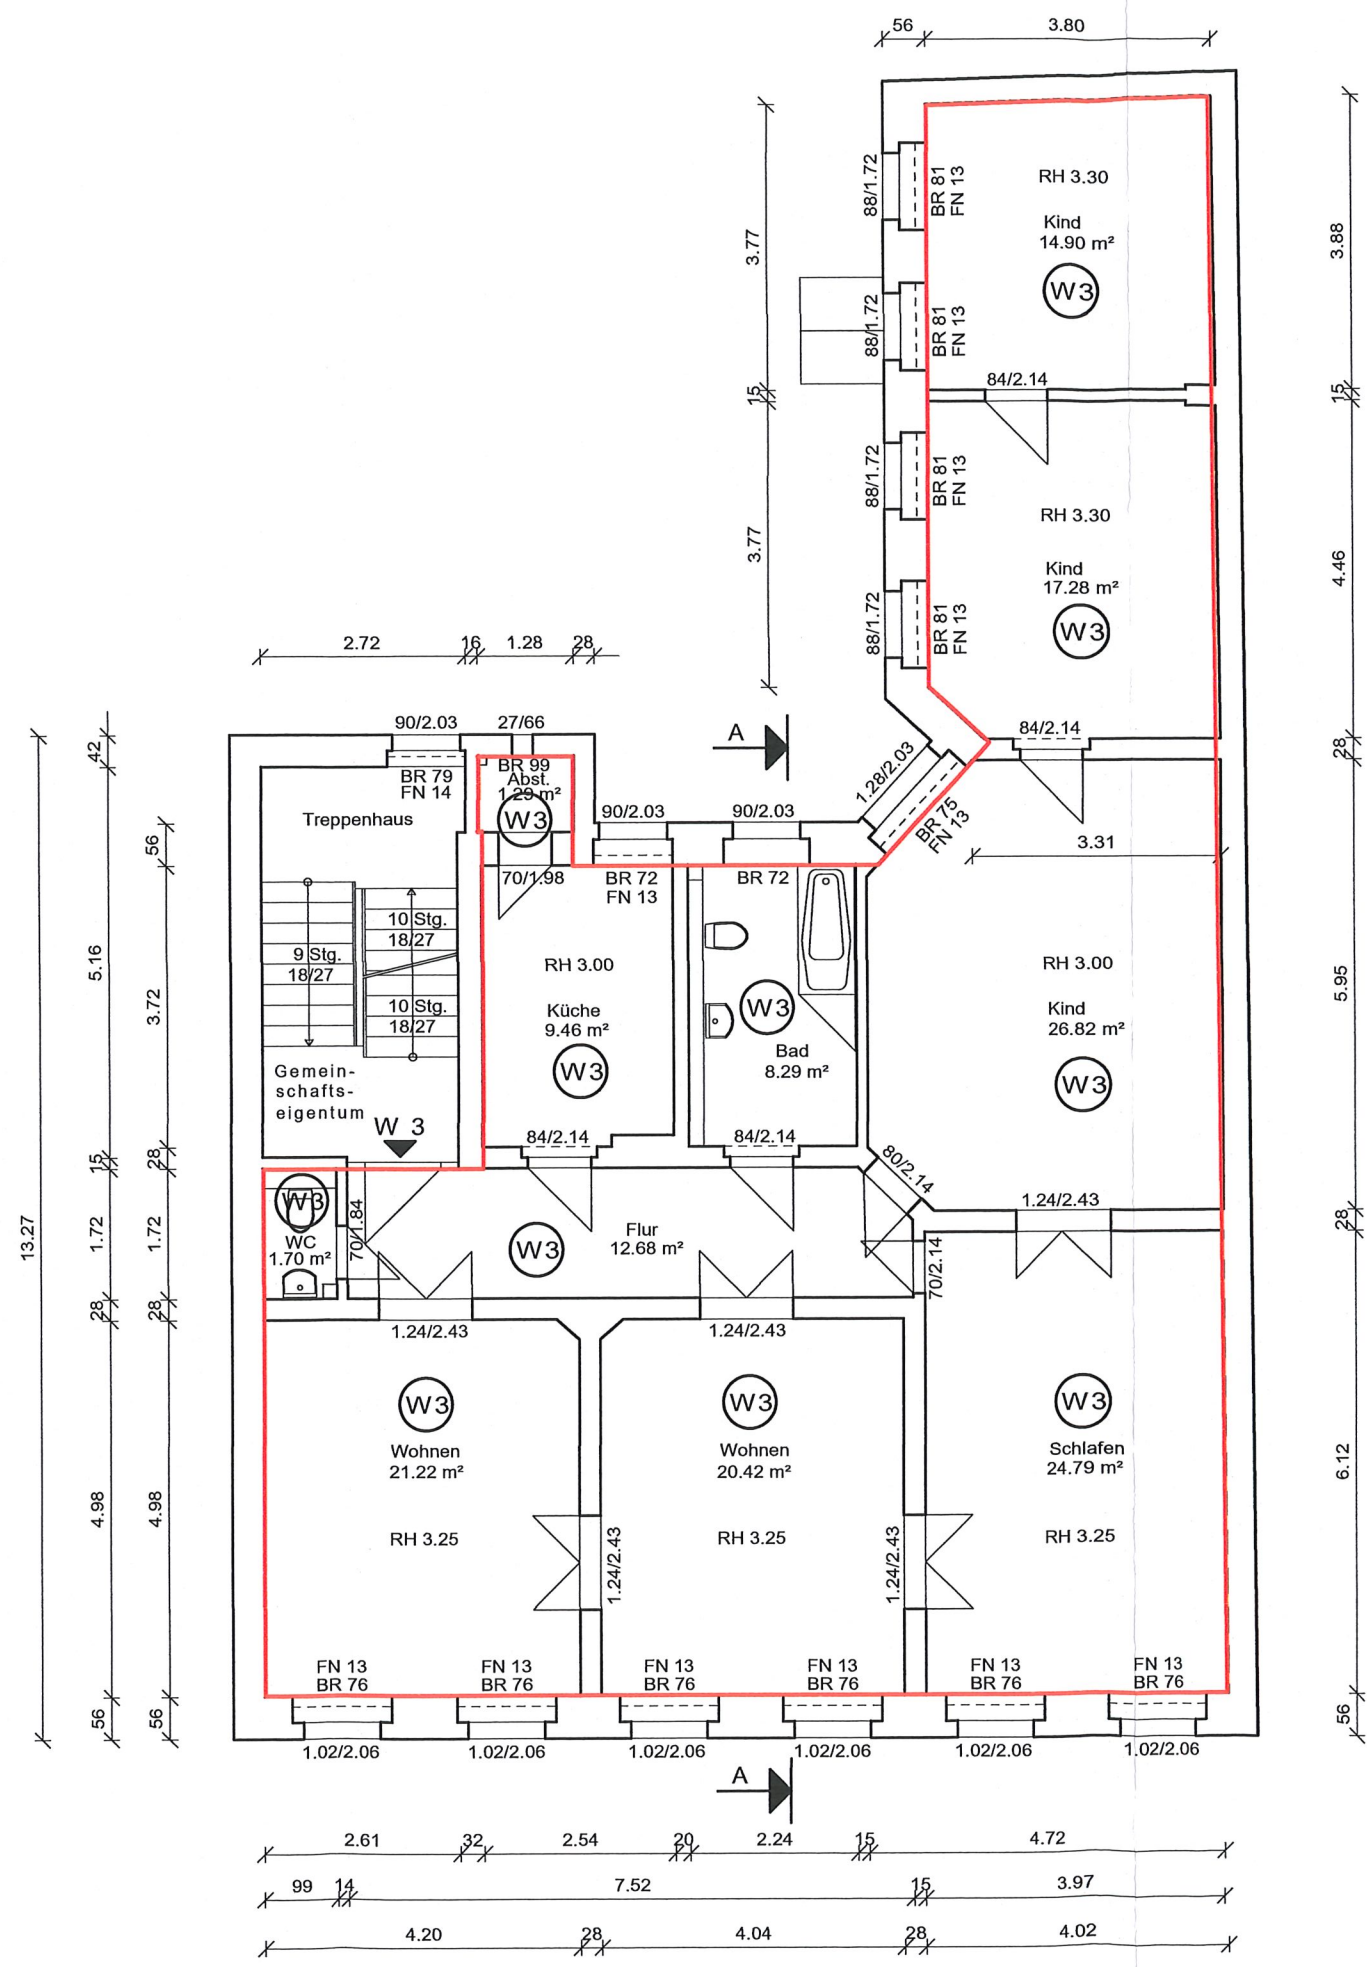 56
3.80
88/1.72
BR 81
FN 13
RH 3.30
Kind
14.90 m²
W3
3.77
3.88
88/1.72
BR 81
FN 13
84/2.14
15
15
88/1.72
BR 81
FN 13
RH 3.30
3.77
4.46
Kind
17.28 m²
W3
88/1.72
BR 81
FN 13
2.72
16
1.28
28
90/2.03
27/66
A
84/2.14
28
42
BR 79
FN 14
BR 99
Abst.
1.29 m²
W3
1.28/2.03
BR 75
FN 13
Treppenhaus
90/2.03
90/2.03
3.31
56
70/1.98
BR 72
FN 13
BR 72
10 Stg.
18/27
9 Stg.
18/27
10 Stg.
18/27
5.16
3.72
RH 3.00
Küche
9.46 m²
W3
W3
Bad
8.29 m²
RH 3.00
Kind
26.82 m²
W3
5.95
Gemein-
schafts-
eigentum
W 3
84/2.14
84/2.14
80/2.14
15
28
W3
WC
1.70 m²
70/1.84
W3
Flur
12.68 m²
70/2.14
1.24/2.43
28
13.27
1.72
1.72
28
28
1.24/2.43
1.24/2.43
W3
Wohnen
21.22 m²
RH 3.25
W3
Wohnen
20.42 m²
RH 3.25
W3
Schlafen
24.79 m²
RH 3.25
4.98
4.98
6.12
1.24/2.43
1.24/2.43
FN 13
BR 76
FN 13
BR 76
FN 13
BR 76
FN 13
BR 76
FN 13
BR 76
FN 13
BR 76
56
56
56
1.02/2.06
1.02/2.06
1.02/2.06
1.02/2.06
1.02/2.06
1.02/2.06
A
2.61
32
2.54
20
2.24
15
4.72
99
14
7.52
15
3.97
4.20
28
4.04
28
4.02